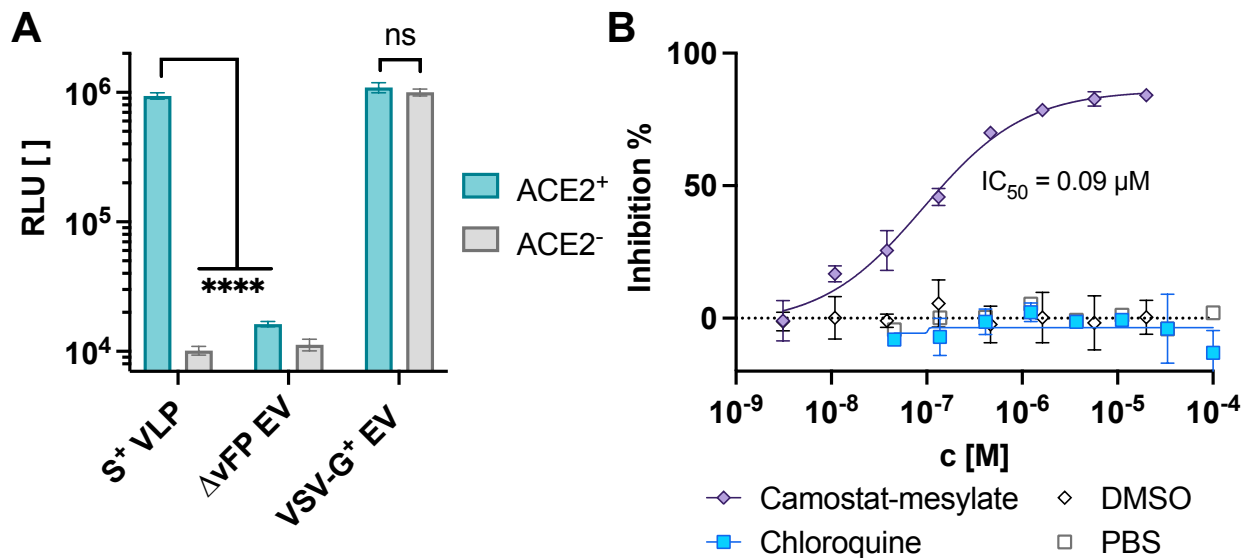 A
ns
RLU [ ]
10⁶
10⁵
10⁴
****
ACE2⁺
ACE2⁻
S⁺ VLP
ΔvFP EV
VSV-G⁺ EV
B
Inhibition %
100
50
0
IC₅₀ = 0.09 µM
10⁻⁹ 10⁻⁸ 10⁻⁷ 10⁻⁶ 10⁻⁵ 10⁻⁴
c [M]
Camostat-mesylate
DMSO
Chloroquine
PBS